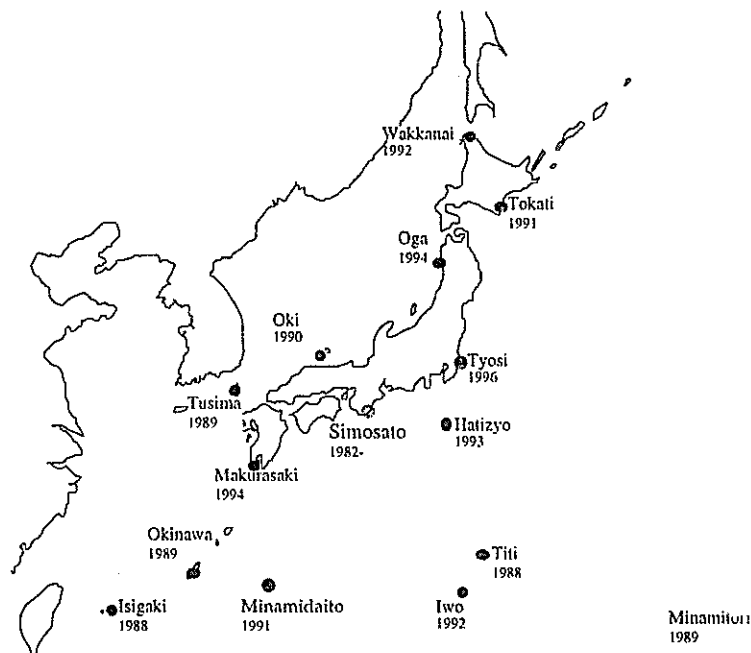 Wakkanai
1992
Tokati
1991
Oga
1994
Oki
1990
Tyosi
1996
Tusima
1989
Simosato
1982-
Hatizyo
1993
Makurasaki
1994
Okinawa
1989
Titi
1988
Isigaki
1988
Minamidaito
1991
Iwo
1992
Minamitori
1989